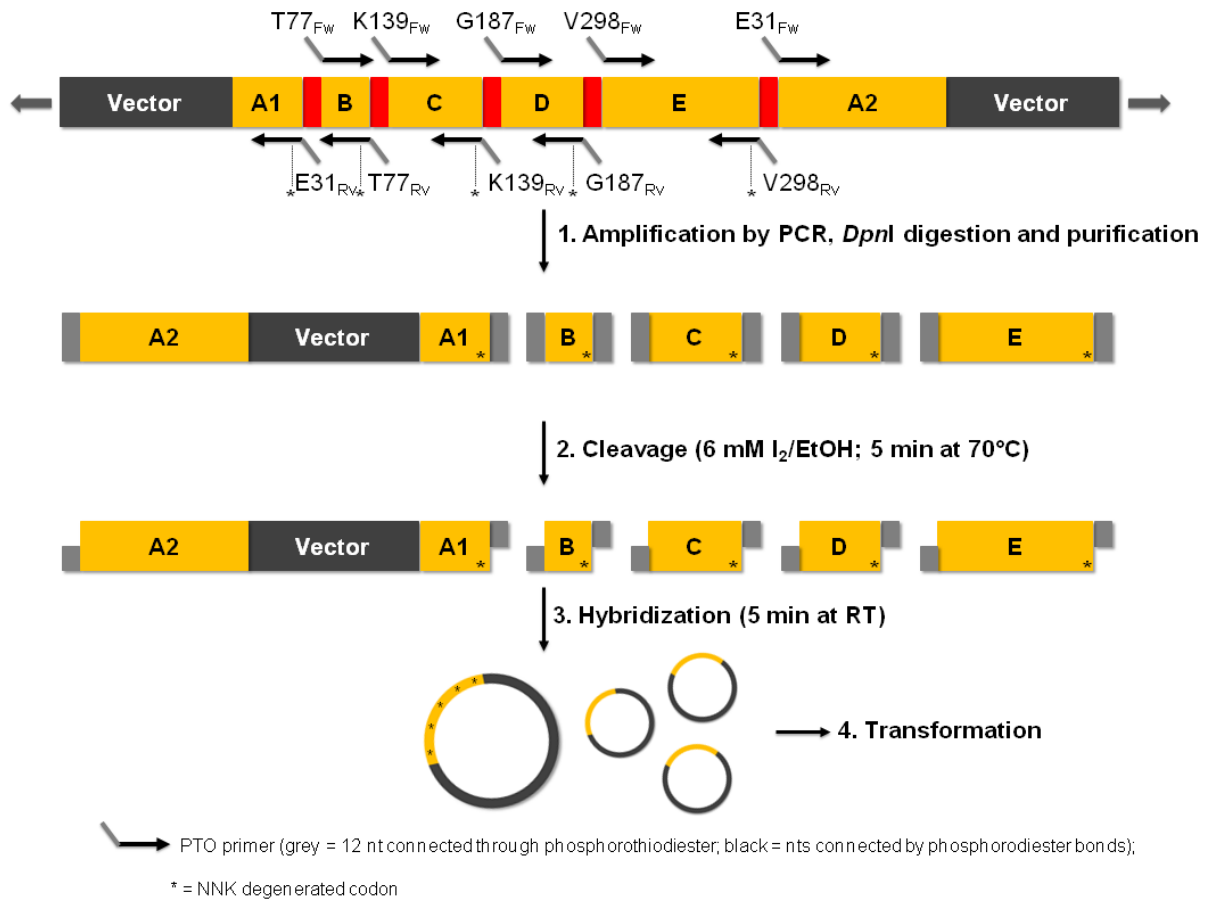 T77Fw K139Fw G187Fw V298Fw E31Fw
Vector A1 B C D E A2 Vector
* E31Rv * T77Rv * K139Rv * G187Rv * V298Rv
1. Amplification by PCR, DpnI digestion and purification
A2 Vector A1 * B * C * D * E *
2. Cleavage (6 mM I2/EtOH; 5 min at 70°C)
A2 Vector A1 * B * C * D * E *
3. Hybridization (5 min at RT)
* * * * *
4. Transformation
PTO primer (grey = 12 nt connected through phosphorothiodiester; black = nts connected by phosphorodiester bonds);
* = NNK degenerated codon